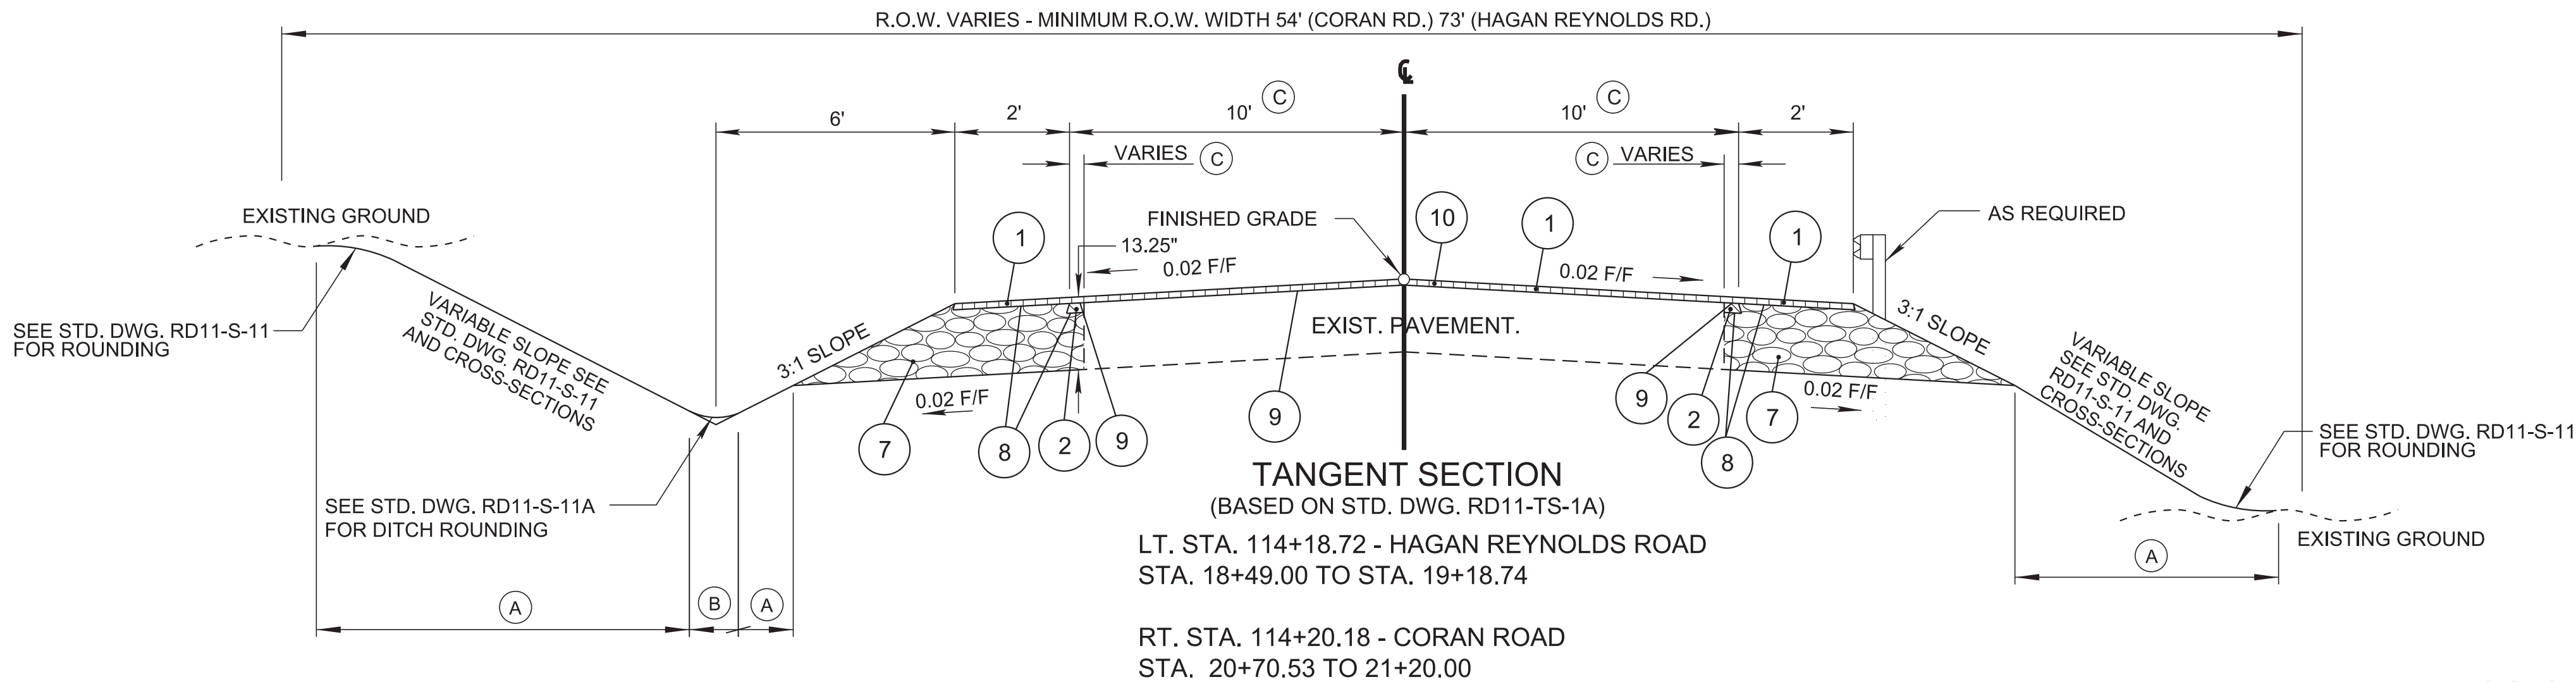 R.O.W. VARIES - MINIMUM R.O.W. WIDTH 54' (CORAN RD.) 73' (HAGAN REYNOLDS RD.)
℄
6'
2'
10'
C
10'
C
2'
VARIES
C
C
VARIES
EXISTING GROUND
FINISHED GRADE
10
1
1
1
AS REQUIRED
13.25"
0.02 F/F
0.02 F/F
SEE STD. DWG. RD11-S-11
FOR ROUNDING
VARIABLE SLOPE SEE
STD. DWG. RD11-S-11
AND CROSS-SECTIONS
3:1 SLOPE
EXIST. PAVEMENT.
3:1 SLOPE
VARIABLE SLOPE
SEE STD. DWG.
RD11-S-11 AND
CROSS-SECTIONS
0.02 F/F
0.02 F/F
7
8
2
9
9
9
2
8
7
SEE STD. DWG. RD11-S-11
FOR ROUNDING
SEE STD. DWG. RD11-S-11A
FOR DITCH ROUNDING
TANGENT SECTION
(BASED ON STD. DWG. RD11-TS-1A)
LT. STA. 114+18.72 - HAGAN REYNOLDS ROAD
STA. 18+49.00 TO STA. 19+18.74
EXISTING GROUND
A
A
B
A
RT. STA. 114+20.18 - CORAN ROAD
STA. 20+70.53 TO 21+20.00